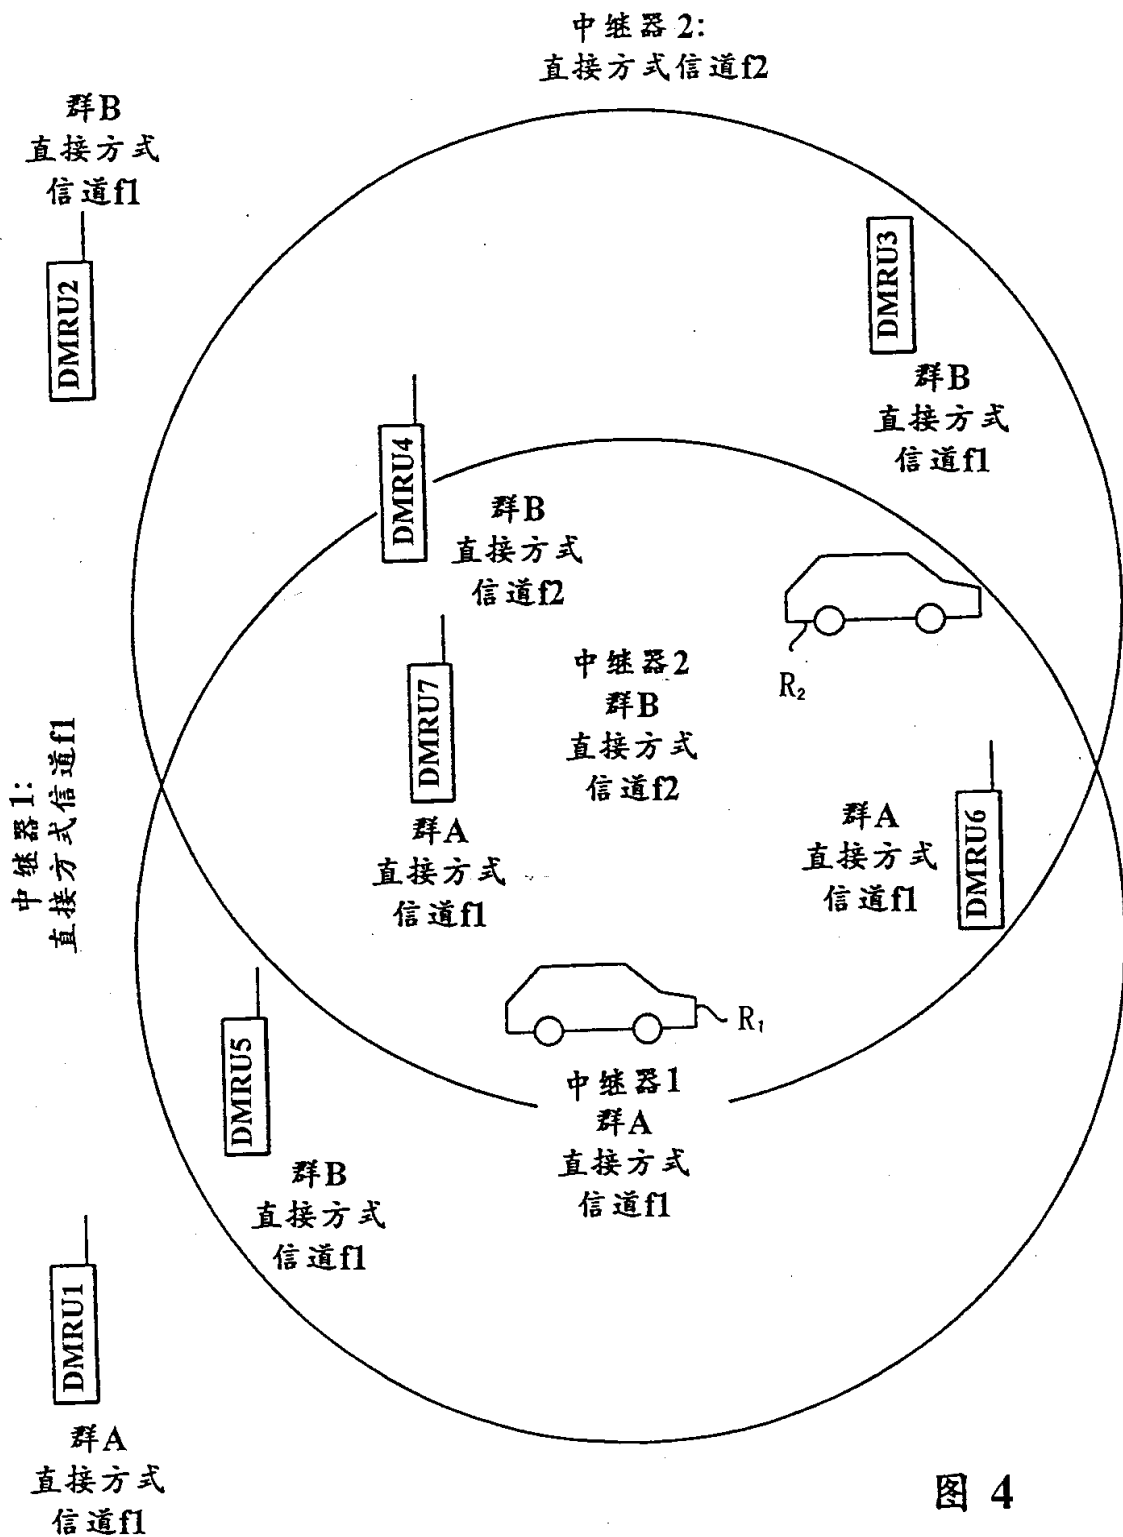 中继器2:
直接方式信道f2
群B
直接方式
信道f1
DMRU2
DMRU3
群B
直接方式
信道f1
DMRU4
群B
直接方式
信道f2
R₂
DMRU7
中继器2
群B
直接方式
信道f2
中继器1:
直接方式信道f1
群A
直接方式
信道f1
群A
直接方式
信道f1
DMRU6
R₁
DMRU5
中继器1
群A
直接方式
信道f1
群B
直接方式
信道f1
DMRU1
群A
直接方式
信道f1
图 4